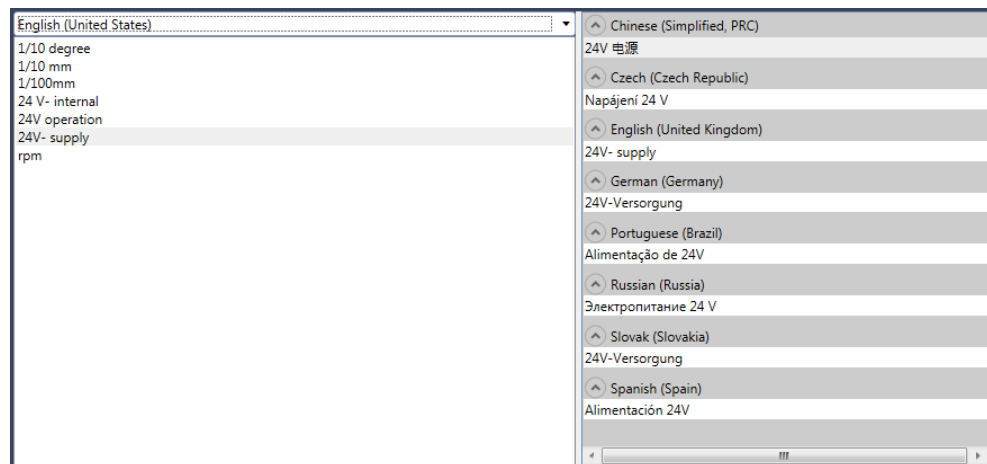 English (United States)
1/10 degree
1/10 mm
1/100mm
24 V- internal
24V operation
24V- supply
rpm
Chinese (Simplified, PRC)
24V 电源
Czech (Czech Republic)
Napájení 24 V
English (United Kingdom)
24V- supply
German (Germany)
24V-Versorgung
Portuguese (Brazil)
Alimentação de 24V
Russian (Russia)
Электропитание 24 V
Slovak (Slovakia)
24V-Versorgung
Spanish (Spain)
Alimentación 24V